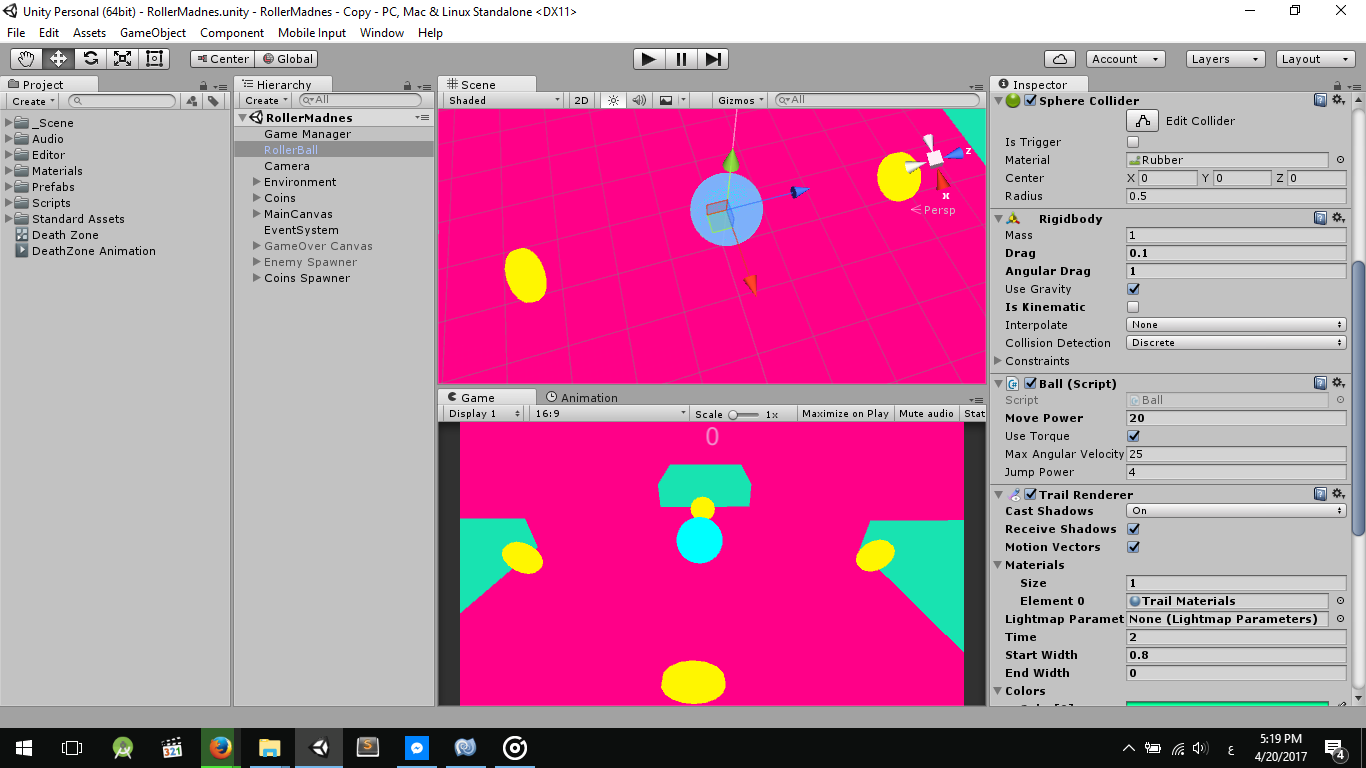 Unity Personal (64bit) - RollerMadnes.unity - RollerMadnes - Copy - PC, Mac & Linux Standalone <DX11>
File Edit Assets GameObject Component Mobile Input Window Help
Center Global Account Layers Layout
Project
Create
_Scene
Audio
Editor
Materials
Prefabs
Scripts
Standard Assets
Death Zone
DeathZone Animation
Hierarchy
Create All
RollerMadnes
Game Manager
RollerBall
Camera
Environment
Coins
MainCanvas
EventSystem
GameOver Canvas
Enemy Spawner
Coins Spawner
Scene
Shaded 2D Gizmos All
z
x
Persp
Game Animation
Display 1 16:9 Scale 1x Maximize on Play Mute audio Stat
0
Inspector
Sphere Collider
Edit Collider
Is Trigger
Material Rubber
Center X 0 Y 0 Z 0
Radius 0.5
Rigidbody
Mass 1
Drag 0.1
Angular Drag 1
Use Gravity
Is Kinematic
Interpolate None
Collision Detection Discrete
Constraints
Ball (Script)
Script Ball
Move Power 20
Use Torque
Max Angular Velocity 25
Jump Power 4
Trail Renderer
Cast Shadows On
Receive Shadows
Motion Vectors
Materials
Size 1
Element 0 Trail Materials
Lightmap Paramet None (Lightmap Parameters)
Time 2
Start Width 0.8
End Width 0
Colors
321
S
ع
5:19 PM
4/20/2017
4